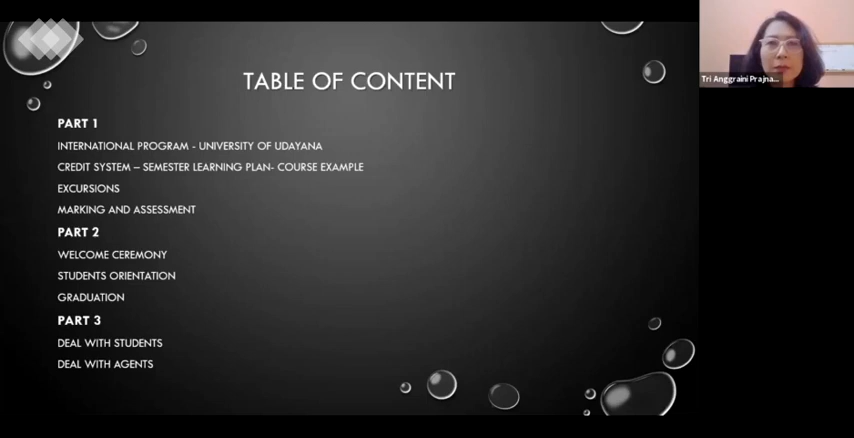 TABLE OF CONTENT
PART 1
INTERNATIONAL PROGRAM - UNIVERSITY OF UDAYANA
CREDIT SYSTEM – SEMESTER LEARNING PLAN- COURSE EXAMPLE
EXCURSIONS
MARKING AND ASSESSMENT
PART 2
WELCOME CEREMONY
STUDENTS ORIENTATION
GRADUATION
PART 3
DEAL WITH STUDENTS
DEAL WITH AGENTS
Tri Anggraini Prajna...